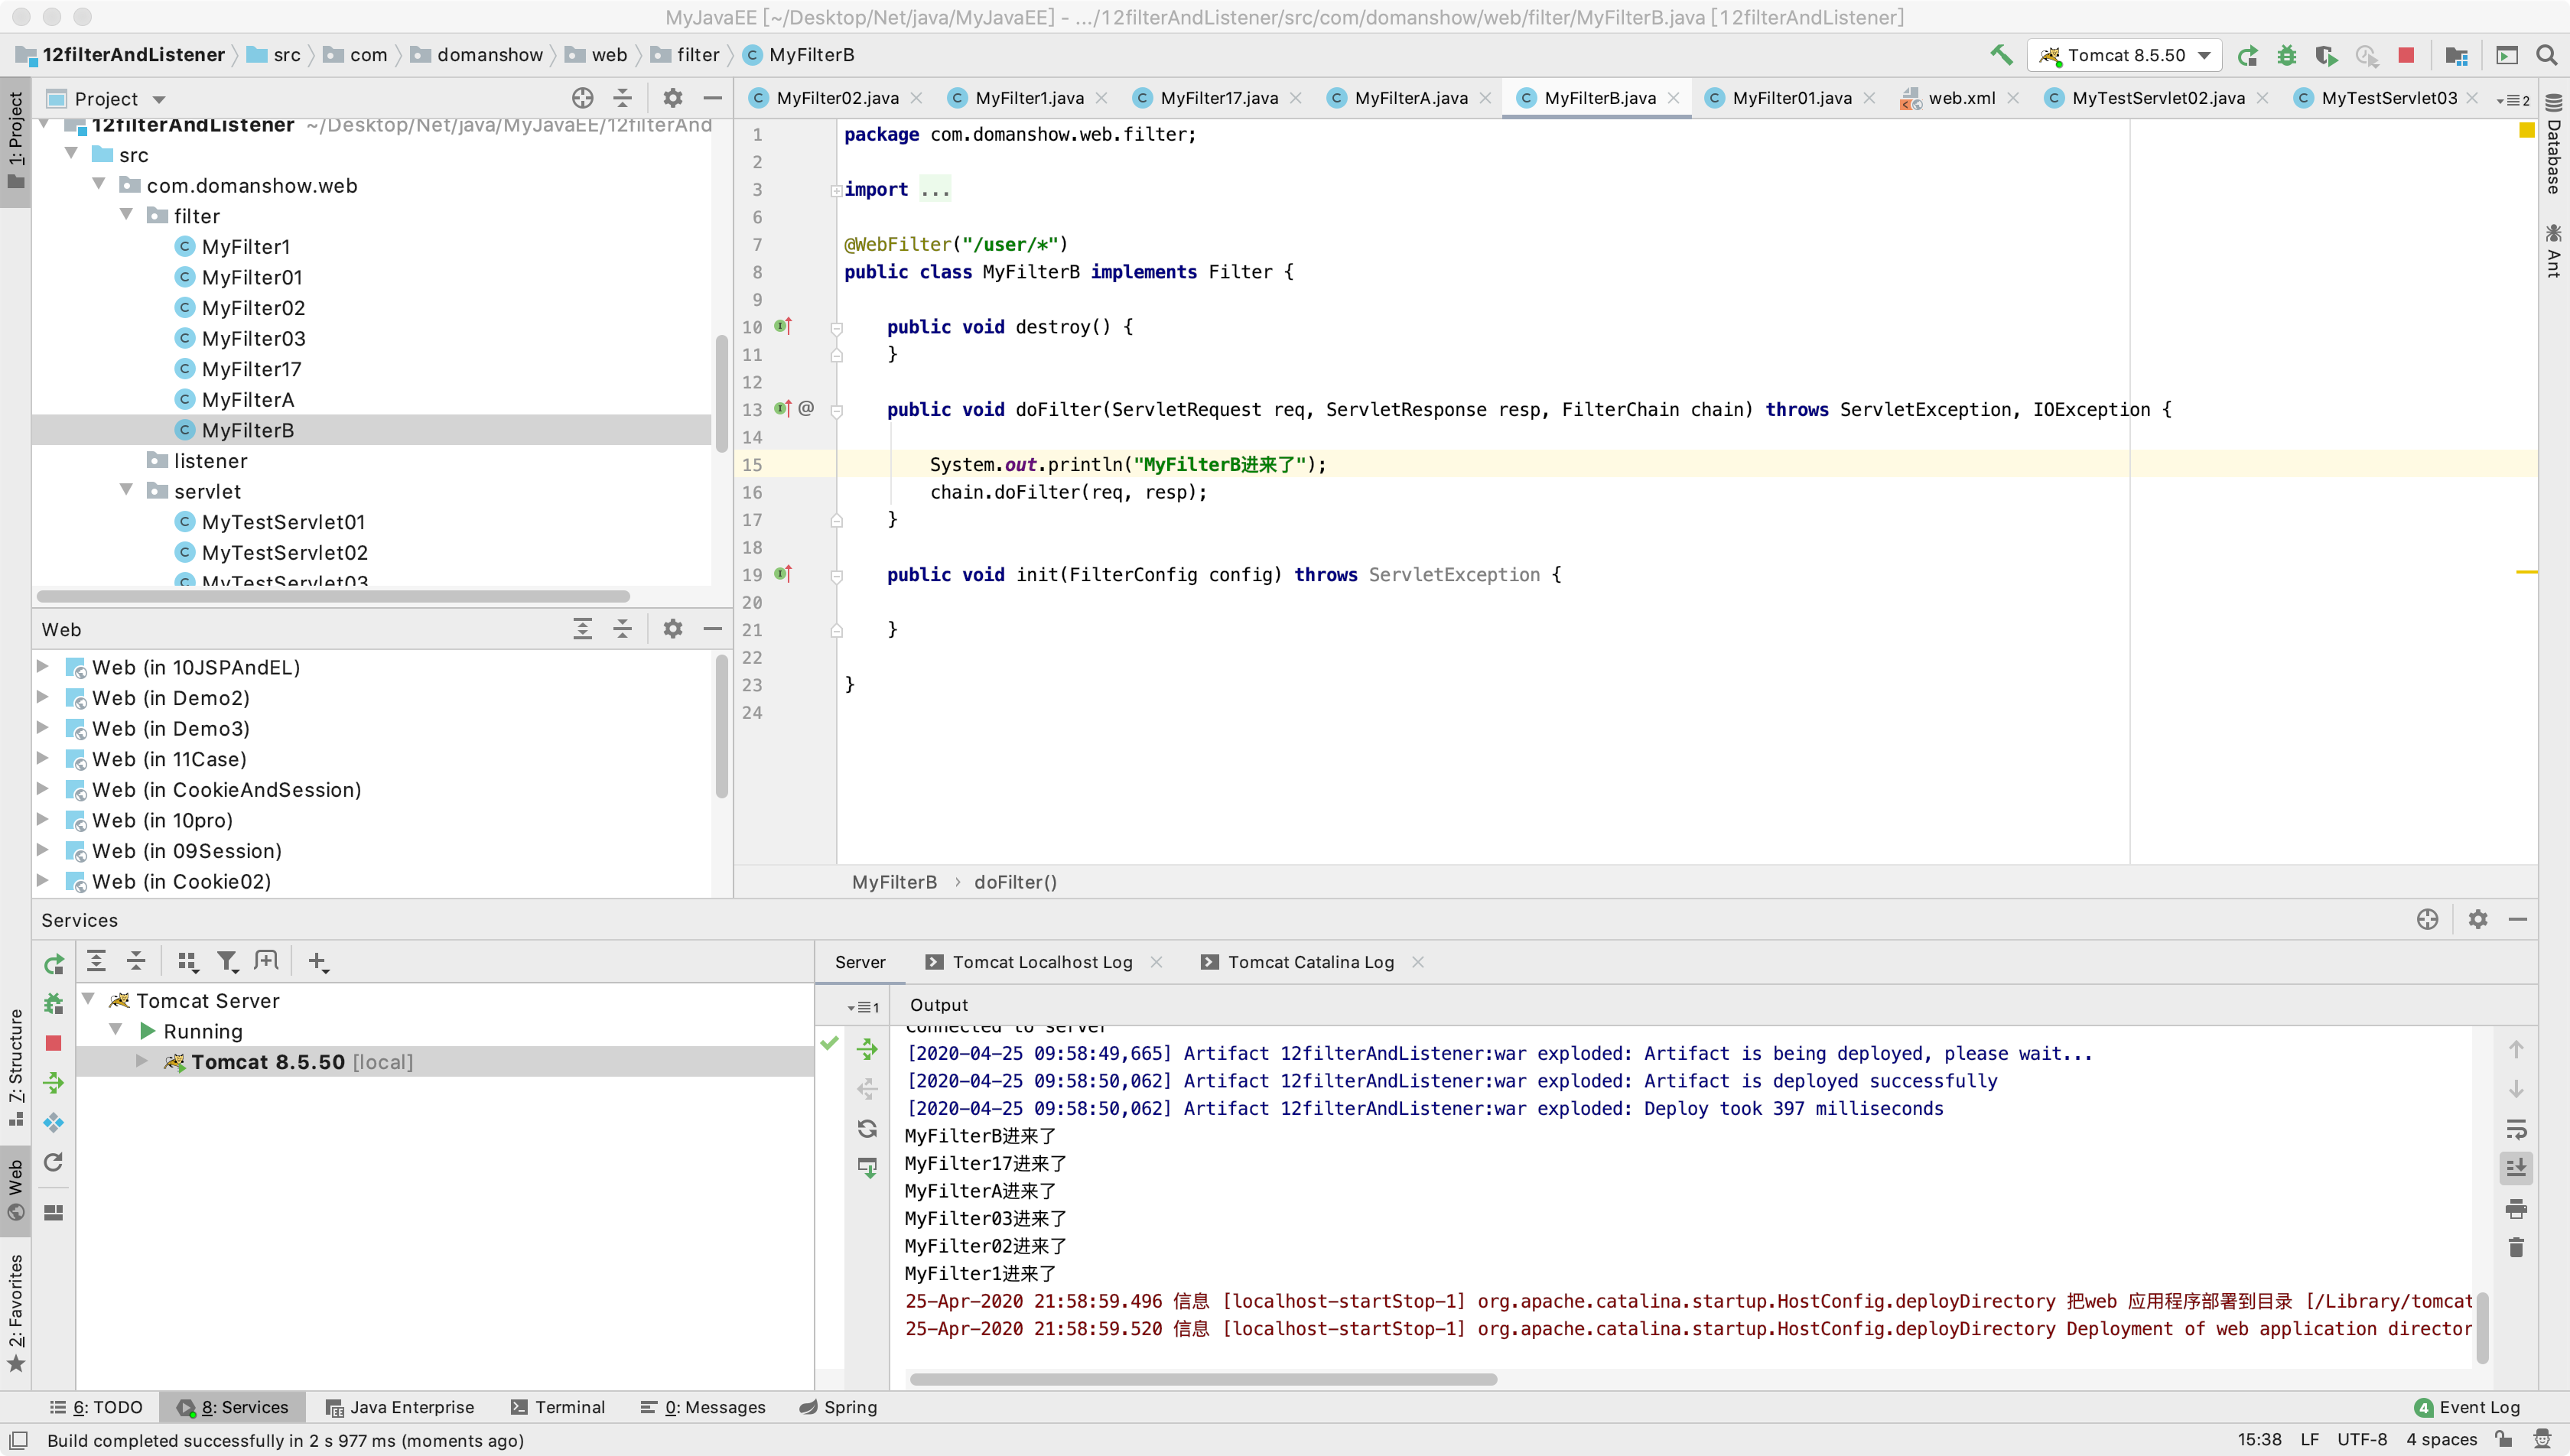 MyJavaEE [~/Desktop/Net/java/MyJavaEE] - .../12filterAndListener/src/com/domanshow/web/filter/MyFilterB.java [12filterAndListener]
12filterAndListener src com domanshow web filter MyFilterB
Tomcat 8.5.50
1: Project
Project
MyFilter02.java MyFilter1.java MyFilter17.java MyFilterA.java MyFilterB.java MyFilter01.java web.xml MyTestServlet02.java MyTestServlet03 2
12filterAndListener ~/Desktop/Net/java/MyJavaEE/12filterAnd
src
com.domanshow.web
filter
MyFilter1
MyFilter01
MyFilter02
MyFilter03
MyFilter17
MyFilterA
MyFilterB
listener
servlet
MyTestServlet01
MyTestServlet02
MyTestServlet03
1 package com.domanshow.web.filter;
2
3 import ...
6
7 @WebFilter("/user/*")
8 public class MyFilterB implements Filter {
9
10 public void destroy() {
11 }
12
13 @ public void doFilter(ServletRequest req, ServletResponse resp, FilterChain chain) throws ServletException, IOException {
14
15 System.out.println("MyFilterB进来了");
16 chain.doFilter(req, resp);
17 }
18
19 public void init(FilterConfig config) throws ServletException {
20
21 }
22
23 }
24
MyFilterB › doFilter()
Database
Ant
Web
Web (in 10JSPAndEL)
Web (in Demo2)
Web (in Demo3)
Web (in 11Case)
Web (in CookieAndSession)
Web (in 10pro)
Web (in 09Session)
Web (in Cookie02)
Services
Tomcat Server
Running
Tomcat 8.5.50 [local]
Server Tomcat Localhost Log Tomcat Catalina Log
1 Output
Connected to server
[2020-04-25 09:58:49,665] Artifact 12filterAndListener:war exploded: Artifact is being deployed, please wait...
[2020-04-25 09:58:50,062] Artifact 12filterAndListener:war exploded: Artifact is deployed successfully
[2020-04-25 09:58:50,062] Artifact 12filterAndListener:war exploded: Deploy took 397 milliseconds
MyFilterB进来了
MyFilter17进来了
MyFilterA进来了
MyFilter03进来了
MyFilter02进来了
MyFilter1进来了
25-Apr-2020 21:58:59.496 信息 [localhost-startStop-1] org.apache.catalina.startup.HostConfig.deployDirectory 把web 应用程序部署到目录 [/Library/tomcat
25-Apr-2020 21:58:59.520 信息 [localhost-startStop-1] org.apache.catalina.startup.HostConfig.deployDirectory Deployment of web application director
Z: Structure
Web
2: Favorites
6: TODO 8: Services Java Enterprise Terminal 0: Messages Spring 4 Event Log
Build completed successfully in 2 s 977 ms (moments ago) 15:38 LF UTF-8 4 spaces